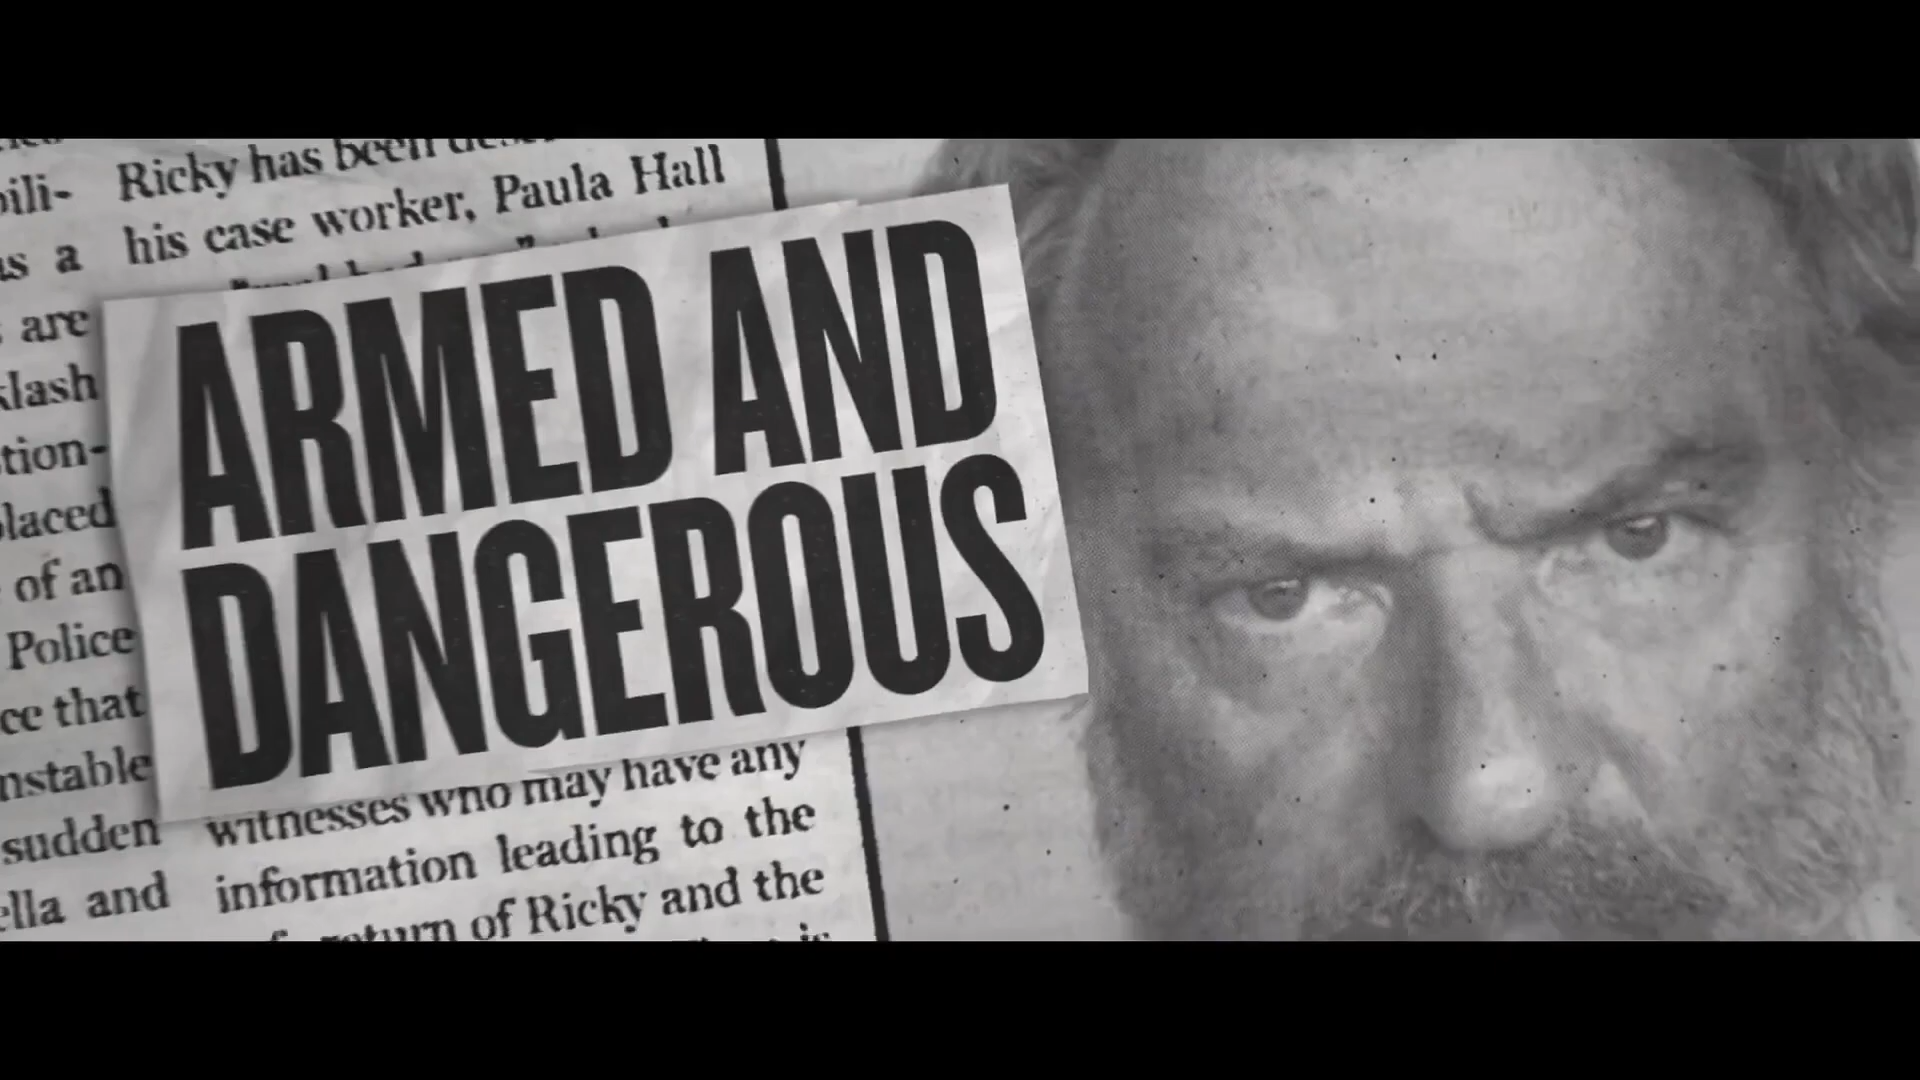 Ricky has been
his case worker, Paula Hall
ARMED AND
DANGEROUS
witnesses who may have any
information leading to the
return of Ricky and the
bili-
as a
are
klash
tion-
placed
of an
Police
ce that
nstable
sudden
ella and